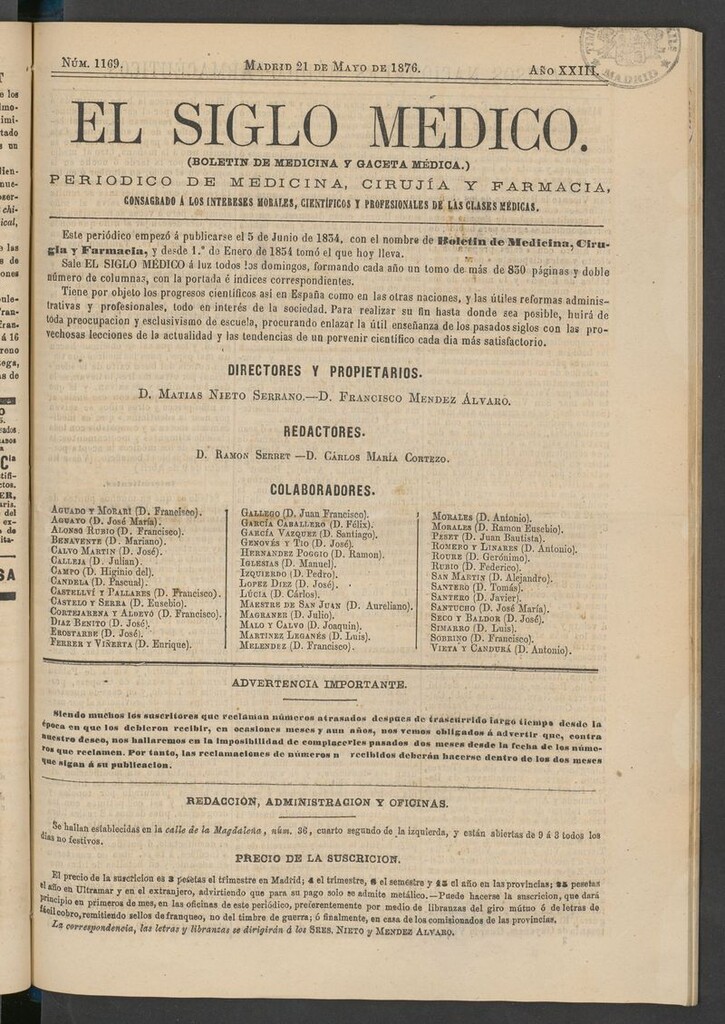 Núm. 1169.
Madrid 21 de Mayo de 1876.
Año XXIII.
EL SIGLO MÉDICO.
(BOLETIN DE MEDICINA Y GACETA MÉDICA.)
PERIODICO DE MEDICINA, CIRUJÍA Y FARMACIA,
CONSAGRADO Á LOS INTERESES MORALES, CIENTÍFICOS Y PROFESIONALES DE LAS CLASES MÉDICAS.
Este periódico empezó á publicarse el 5 de Junio de 1834, con el nombre de Boletin de Medicina, Ciru-
gía y Farmacia, y desde 1.º de Enero de 1854 tomó el que hoy lleva.
Sale EL SIGLO MÉDICO á luz todos los domingos, formando cada año un tomo de más de 830 páginas y doble
número de columnas, con la portada é indices correspondientes.
Tiene por objeto los progresos científicos así en España como en las otras naciones, y las útiles reformas adminis-
trativas y profesionales, todo en interés de la sociedad. Para realizar su fin hasta donde sea posible, huirá de
toda preocupacion y esclusivismo de escuela, procurando enlazar la útil enseñanza de los pasados siglos con las pro-
vechosas lecciones de la actualidad y las tendencias de un porvenir científico cada dia más satisfactorio.
DIRECTORES Y PROPIETARIOS.
D. Matias Nieto Serrano.—D. Francisco Mendez Álvaro.
REDACTORES.
D. Ramon Serret —D. Cárlos María Cortezo.
COLABORADORES.
Aguado y Morari (D. Francisco).
Aguayo (D. José María).
Alonso Rubio (D. Francisco).
Benavente (D. Mariano).
Calvo Martin (D. José).
Calleja (D. Julian).
Campo (D. Higinio del).
Candela (D. Pascual).
Castellví y Pallares (D. Francisco).
Castelo y Serra (D. Eusebio).
Cortejarena y Aldevó (D. Francisco).
Diaz Benito (D. José).
Erostarbe (D. José).
Ferrer y Viñerta (D. Enrique).
Gallego (D. Juan Francisco).
García Caballero (D. Félix).
García Vazquez (D. Santiago).
Genovés y Tio (D. José).
Hernandez Poggio (D. Ramon).
Iglesias (D. Manuel).
Izquierdo (D. Pedro).
Lopez Diez (D. José).
Lúcia (D. Cárlos).
Maestre de San Juan (D. Aureliano).
Magraner (D. Julio).
Malo y Calvo (D. Joaquin).
Martinez Leganés (D. Luis).
Melendez (D. Francisco).
Morales (D. Antonio).
Morales (D. Ramon Eusebio).
Peset (D. Juan Bautista).
Romero y Linares (D. Antonio).
Roure (D. Gerónimo).
Rubio (D. Federico).
San Martin (D. Alejandro).
Santero (D. Tomás).
Santero (D. Javier).
Santucho (D. José María).
Seco y Baldor (D. José).
Simarro (D. Luis).
Sobrino (D. Francisco).
Vieta y Candurá (D. Antonio).
ADVERTENCIA IMPORTANTE.
Siendo muchos los suscritores que reclaman números atrasados despues de trascurrido largo tiempo desde la
época en que los debieron recibir, en ocasiones meses y aun años, nos vemos obligados á advertir que, contra
nuestro deseo, nos hallaremos en la imposibilidad de complacerles pasados dos meses desde la fecha de los núme-
ros que reclamen. Por tanto, las reclamaciones de números n recibidos deberán hacerse dentro de los dos meses
que sigan á su publicacion.
REDACCIÓN, ADMINISTRACION Y OFICINAS.
Se hallan establecidas en la calle de la Magdalena, núm. 36, cuarto segundo de la izquierda, y están abiertas de 9 á 3 todos los
dias no festivos.
PRECIO DE LA SUSCRICION.
El precio de la suscricion es 3 pesetas el trimestre en Madrid; 4 el trimestre, 8 el semestre y 15 el año en las provincias; 25 pesetas
el año en Ultramar y en el extranjero, advirtiendo que para su pago solo se admite metálico.—Puede hacerse la suscricion, que dará
principio en primeros de mes, en las oficinas de este periódico, preferentemente por medio de libranzas del giro mútuo ó de letras de
fácil cobro, remitiendo sellos de franqueo, no del timbre de guerra; ó finalmente, en casa de los comisionados de las provincias.
La correspondencia, las letras y libranzas se dirigirán á los Sres. Nieto y Mendez Alvaro.
MADRID